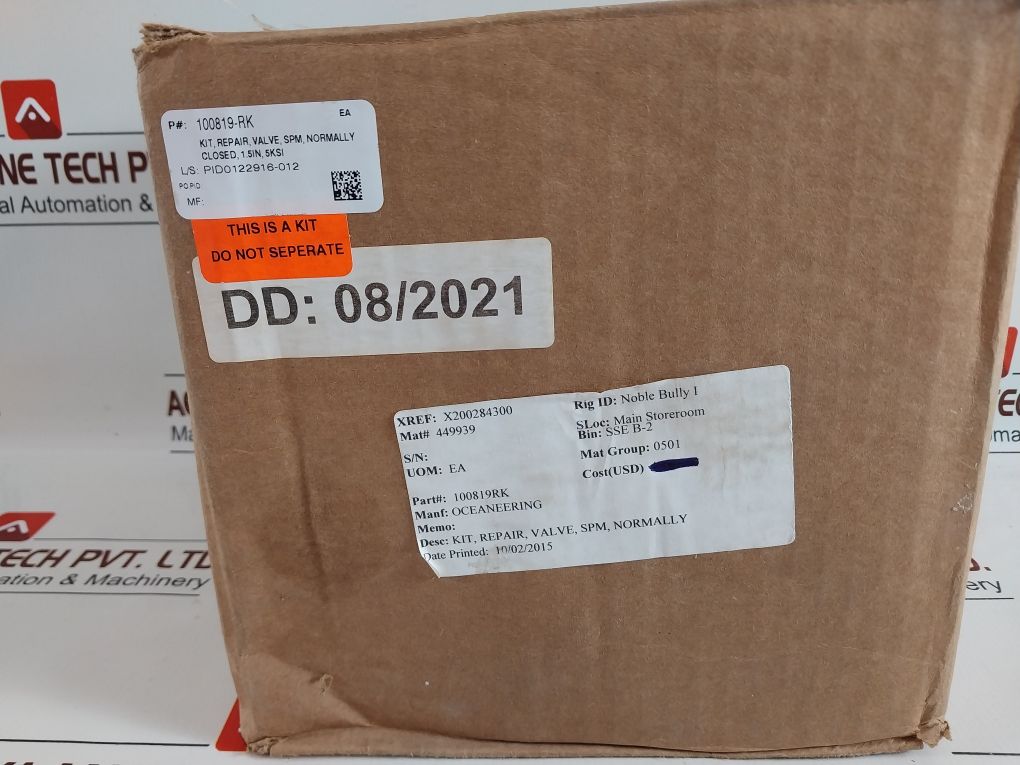 P#: 100819-RK EA
KIT, REPAIR, VALVE, SPM, NORMALLY
CLOSED, 1.5IN, 5KSI
L/S: PID0122916-012
PO.PID:
MF:
THIS IS A KIT
DO NOT SEPERATE
DD: 08/2021
XREF: X200284300
Mat# 449939
S/N:
UOM: EA
Rig ID: Noble Bully I
SLoc: Main Storeroom
Bin: SSE B-2
Mat Group: 0501
Cost(USD)
Part#: 100819RK
Manf: OCEANEERING
Memo:
Desc: KIT, REPAIR, VALVE, SPM, NORMALLY
Date Printed: 10/02/2015
NE TECH P
al Automation &
TECH PVT. LTD
ation & Machinery